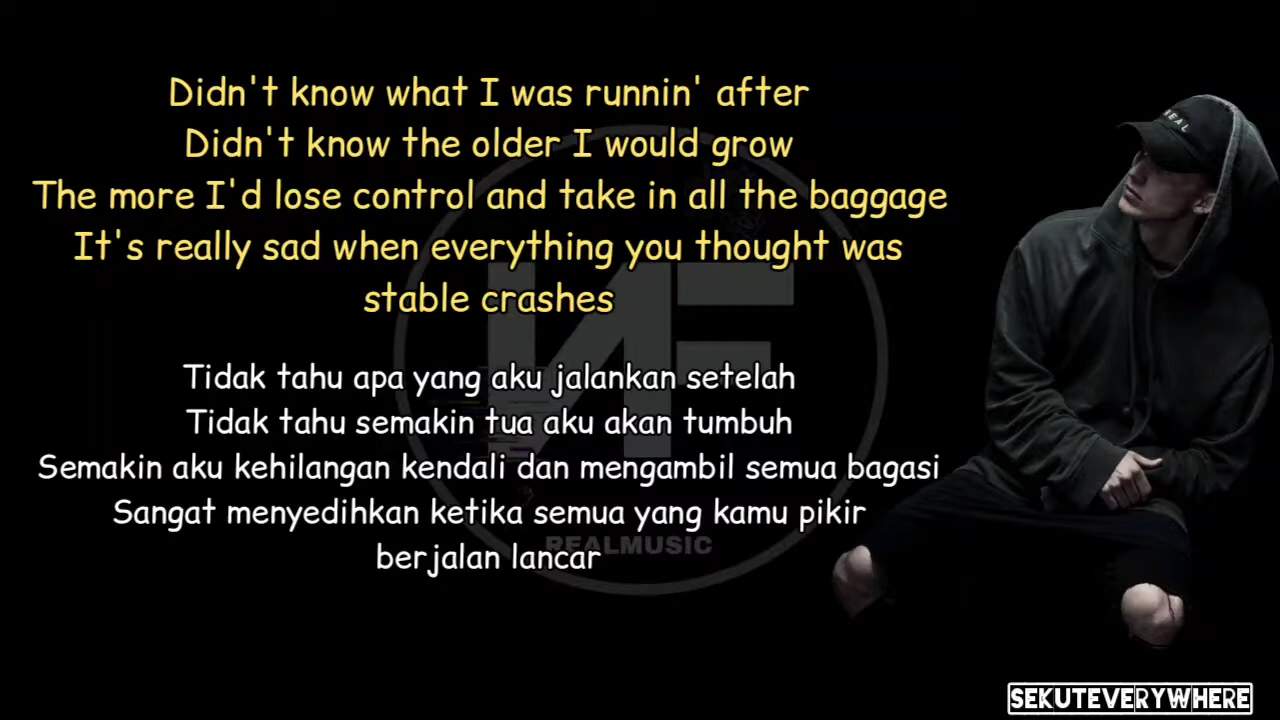 Didn't know what I was runnin' after
Didn't know the older I would grow
The more I'd lose control and take in all the baggage
It's really sad when everything you thought was
stable crashes
Tidak tahu apa yang aku jalankan setelah
Tidak tahu semakin tua aku akan tumbuh
Semakin aku kehilangan kendali dan mengambil semua bagasi
Sangat menyedihkan ketika semua yang kamu pikir
berjalan lancar
NF
REALMUSIC
REAL
SEKUTEVERYWHERE